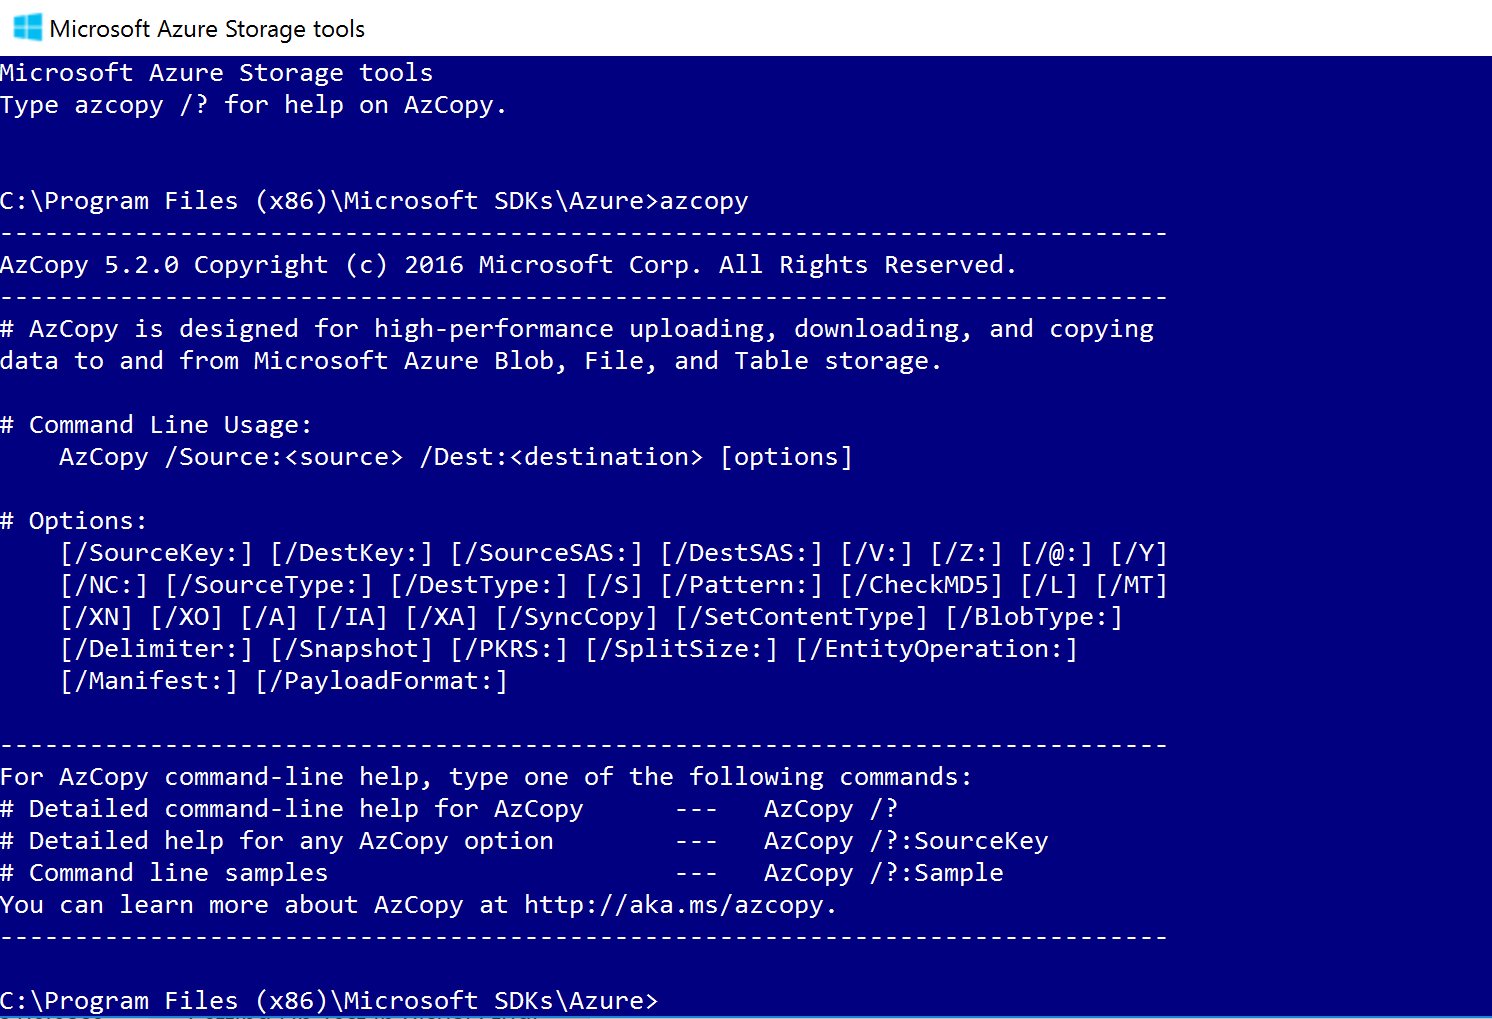 Microsoft Azure Storage tools
Microsoft Azure Storage tools
Type azcopy /? for help on AzCopy.
C:\Program Files (x86)\Microsoft SDKs\Azure>azcopy
------------------------------------------------------------------------------
AzCopy 5.2.0 Copyright (c) 2016 Microsoft Corp. All Rights Reserved.
------------------------------------------------------------------------------
# AzCopy is designed for high-performance uploading, downloading, and copying
data to and from Microsoft Azure Blob, File, and Table storage.
# Command Line Usage:
    AzCopy /Source:<source> /Dest:<destination> [options]
# Options:
    [/SourceKey:] [/DestKey:] [/SourceSAS:] [/DestSAS:] [/V:] [/Z:] [/@:] [/Y]
    [/NC:] [/SourceType:] [/DestType:] [/S] [/Pattern:] [/CheckMD5] [/L] [/MT]
    [/XN] [/XO] [/A] [/IA] [/XA] [/SyncCopy] [/SetContentType] [/BlobType:]
    [/Delimiter:] [/Snapshot] [/PKRS:] [/SplitSize:] [/EntityOperation:]
    [/Manifest:] [/PayloadFormat:]
------------------------------------------------------------------------------
For AzCopy command-line help, type one of the following commands:
# Detailed command-line help for AzCopy      ---   AzCopy /?
# Detailed help for any AzCopy option        ---   AzCopy /?:SourceKey
# Command line samples                       ---   AzCopy /?:Sample
You can learn more about AzCopy at http://aka.ms/azcopy.
------------------------------------------------------------------------------
C:\Program Files (x86)\Microsoft SDKs\Azure>